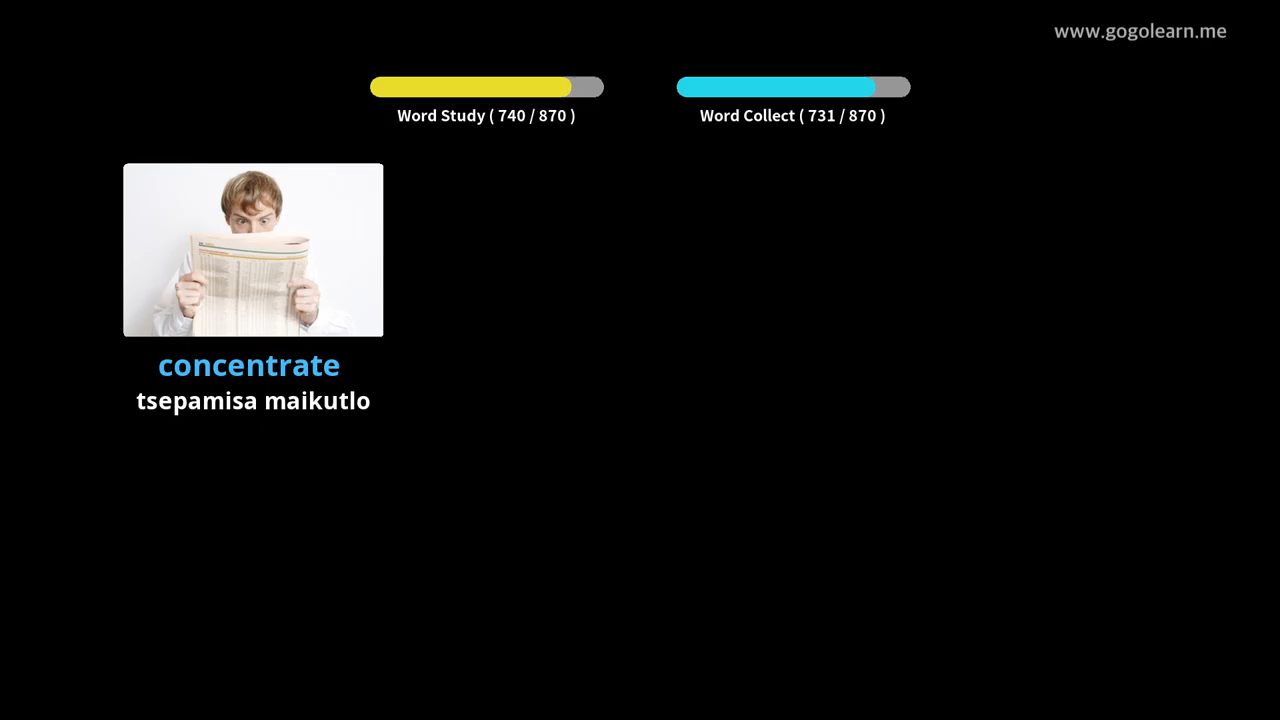 www.gogolearn.me
Word Study ( 740 / 870 )
Word Collect ( 731 / 870 )
concentrate
tsepamisa maikutlo